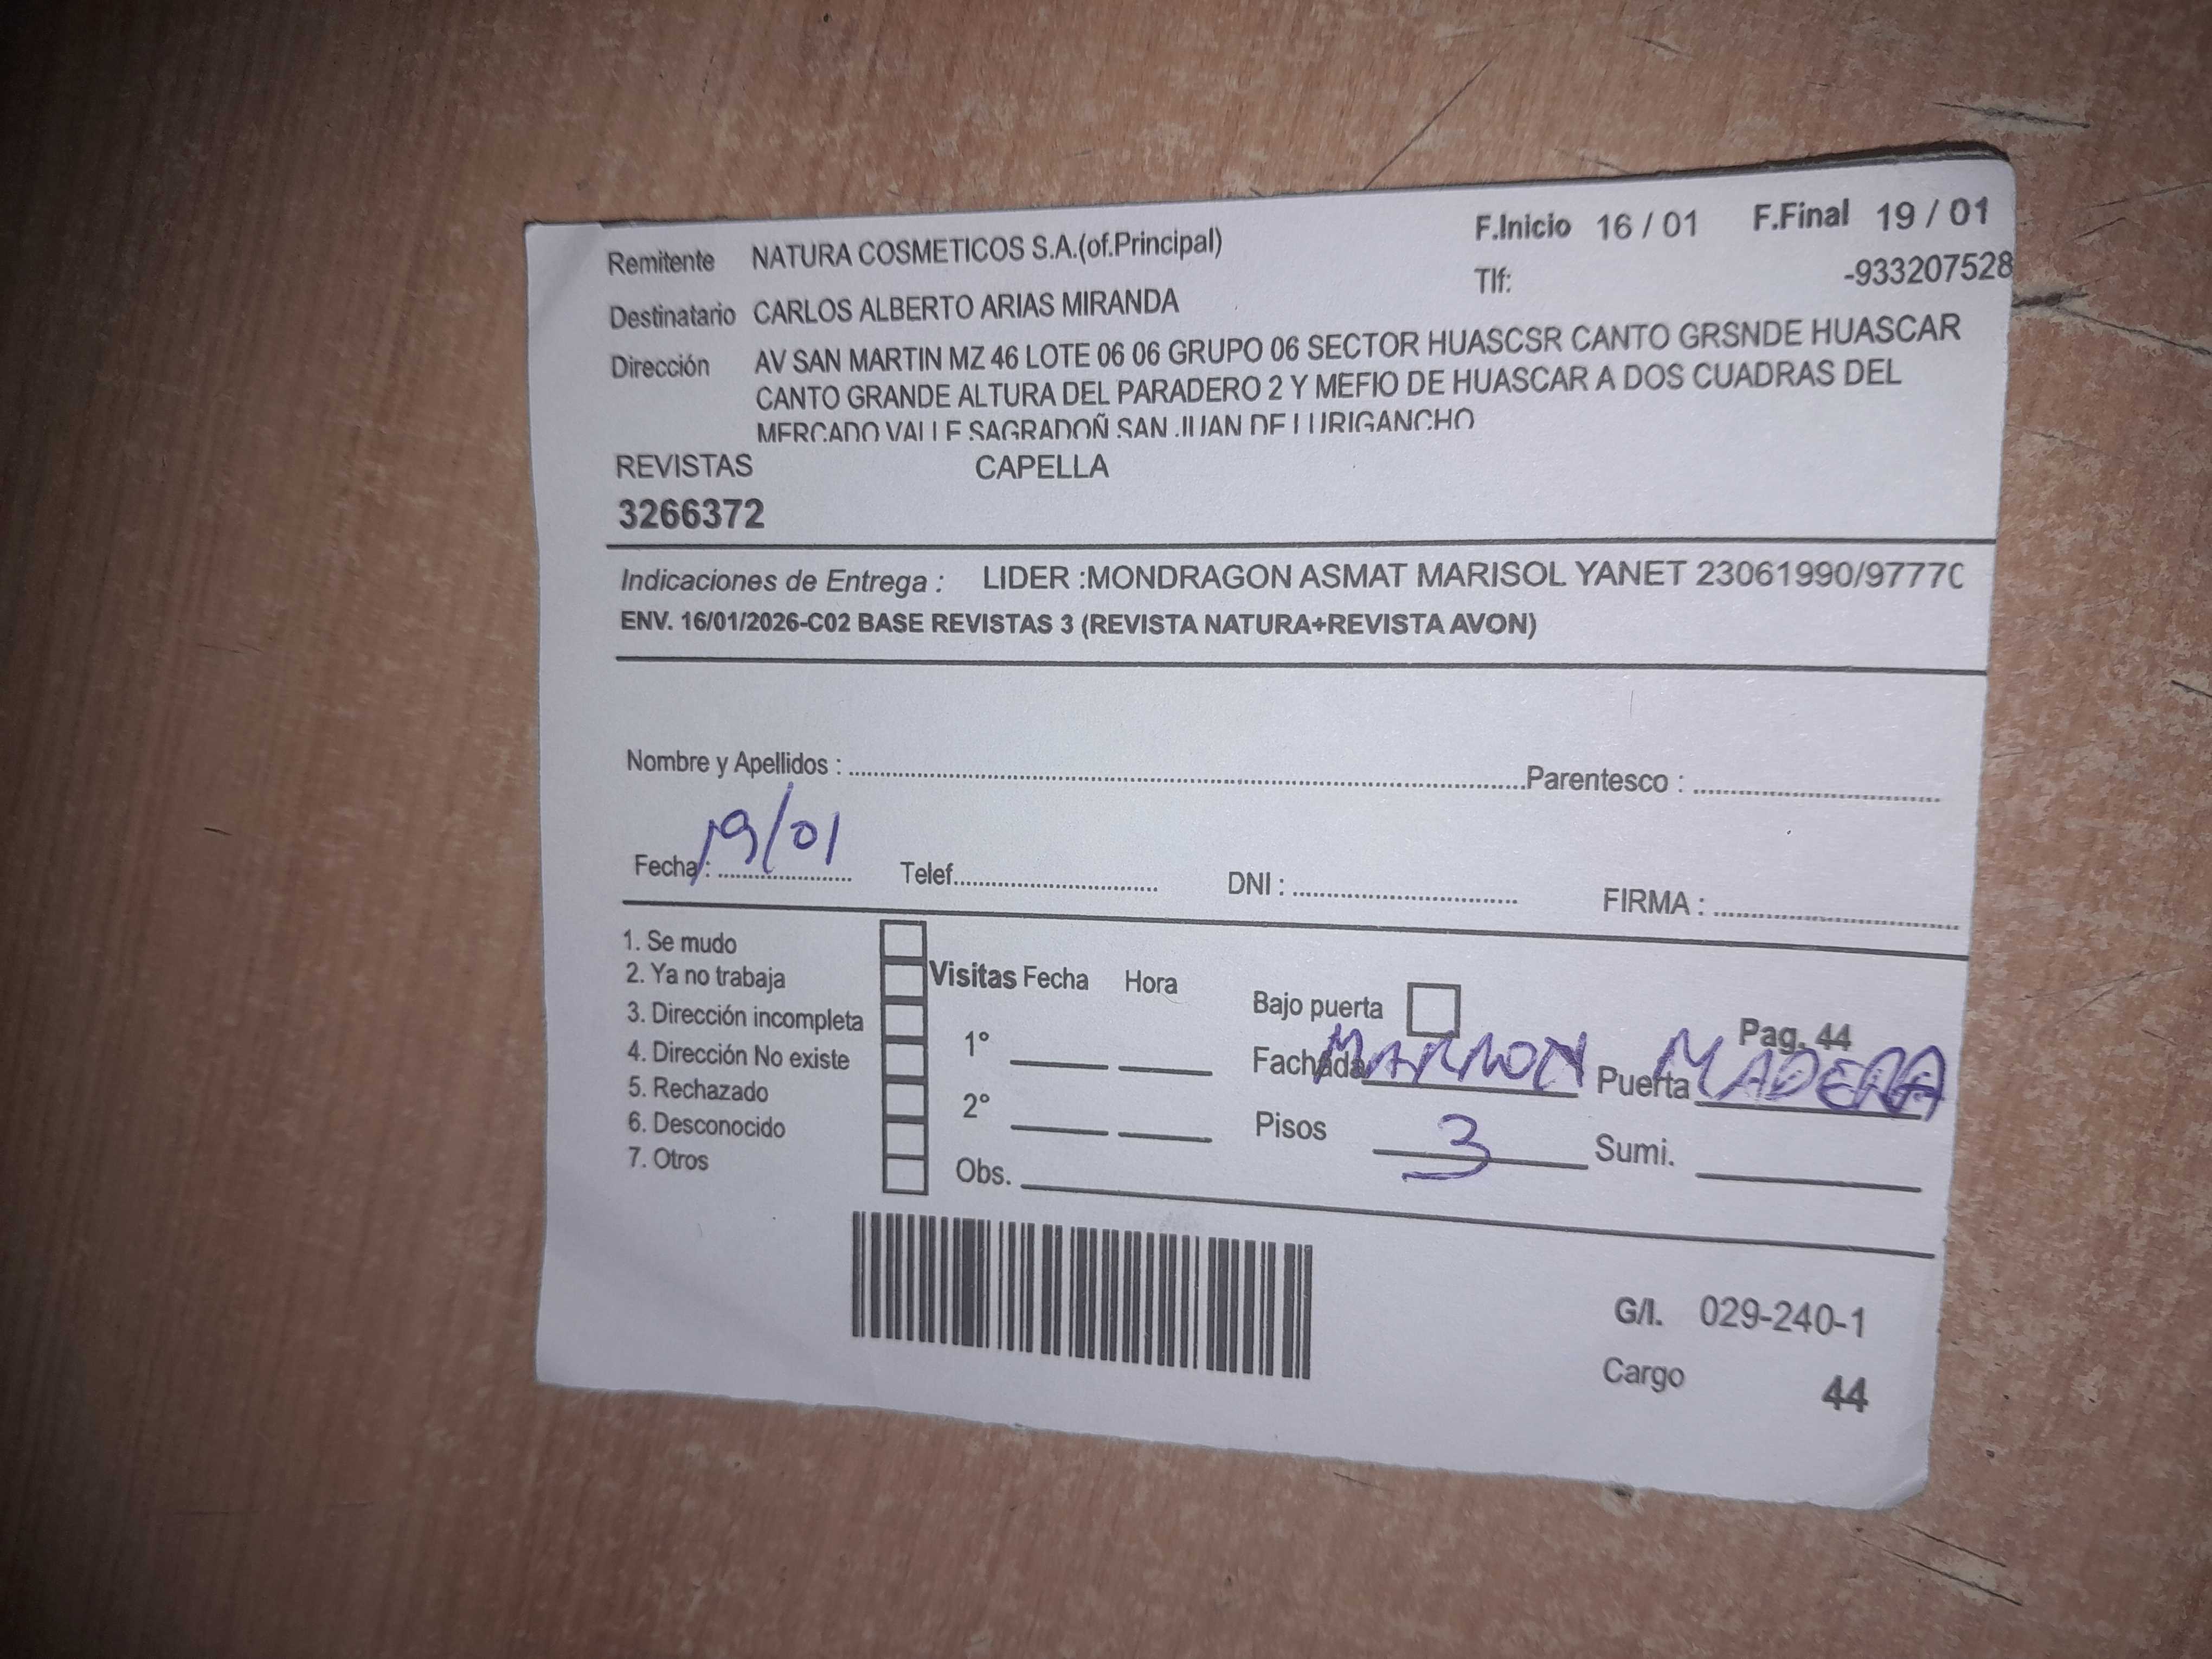 Remitente NATURA COSMETICOS S.A.(of.Principal) F.Inicio 16 / 01 F.Final 19 / 01
Tlf: -933207528
Destinatario CARLOS ALBERTO ARIAS MIRANDA
Dirección AV SAN MARTIN MZ 46 LOTE 06 06 GRUPO 06 SECTOR HUASCSR CANTO GRSNDE HUASCAR
CANTO GRANDE ALTURA DEL PARADERO 2 Y MEFIO DE HUASCAR A DOS CUADRAS DEL
MERCADO VALLE SAGRADOÑ SAN JUAN DE LURIGANCHO
REVISTAS CAPELLA
3266372
Indicaciones de Entrega : LIDER :MONDRAGON ASMAT MARISOL YANET 23061990/9777
ENV. 16/01/2026-C02 BASE REVISTAS 3 (REVISTA NATURA+REVISTA AVON)
Nombre y Apellidos : Parentesco :
Fecha : 19/01 Telef. DNI : FIRMA :
1. Se mudo
2. Ya no trabaja Visitas Fecha Hora Bajo puerta Pag. 44
3. Dirección incompleta
4. Dirección No existe 1° Fachada MARRON Puerta MADERA
5. Rechazado
6. Desconocido 2° Pisos 3 Sumi.
7. Otros Obs.
G/I. 029-240-1
Cargo 44